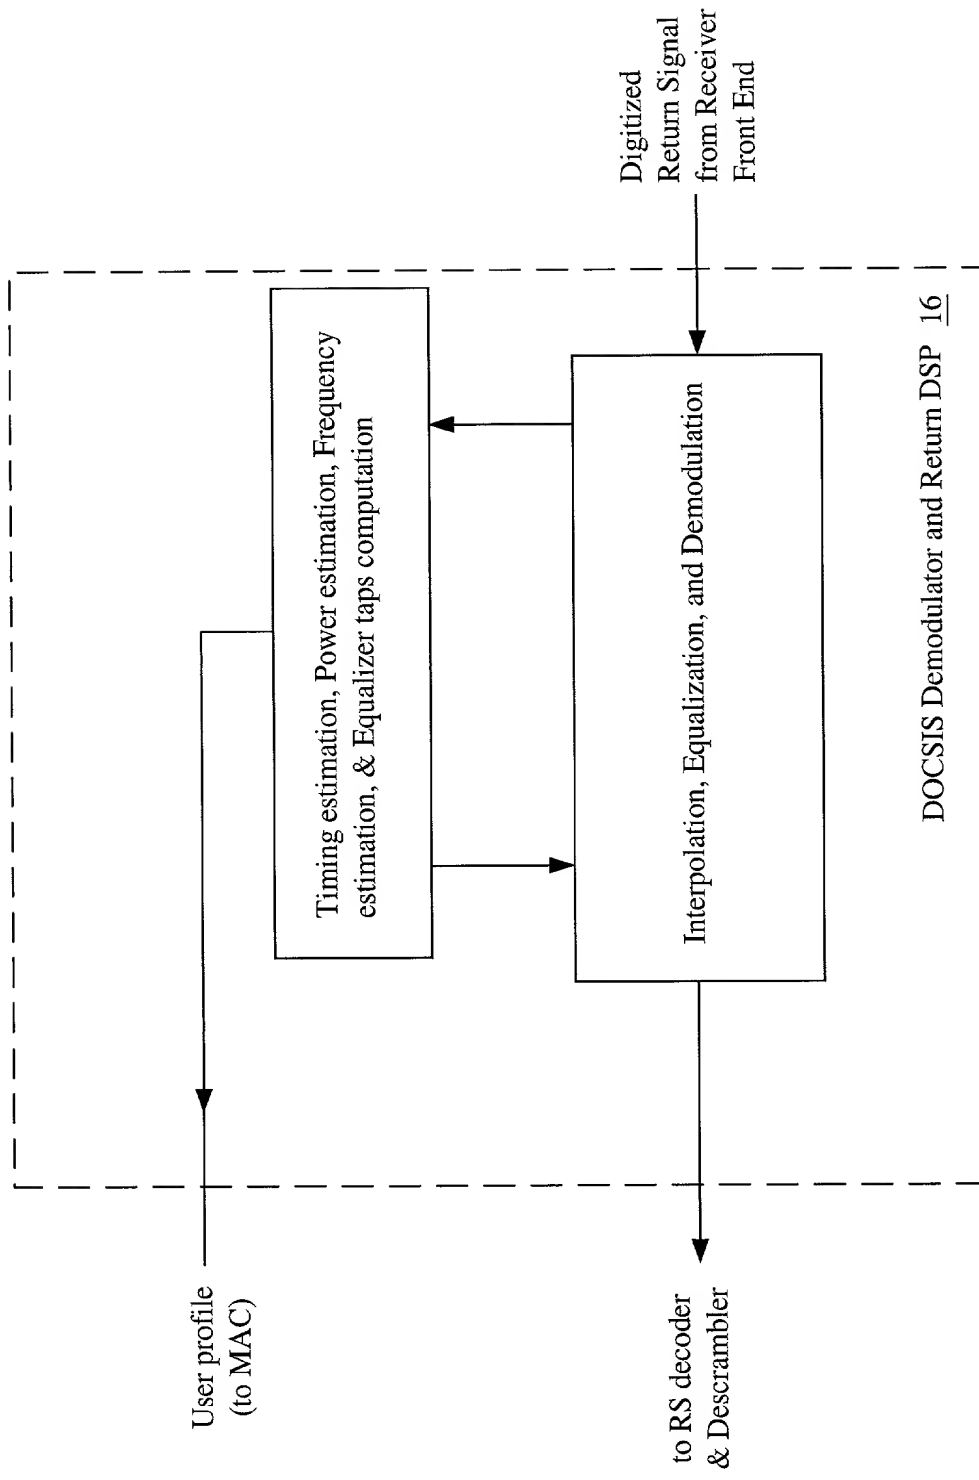 User profile
(to MAC)
Timing estimation, Power estimation, Frequency
estimation, & Equalizer taps computation
Digitized
Return Signal
from Receiver
Front End
Interpolation, Equalization, and Demodulation
to RS decoder
& Descrambler
DOCSIS Demodulator and Return DSP 16